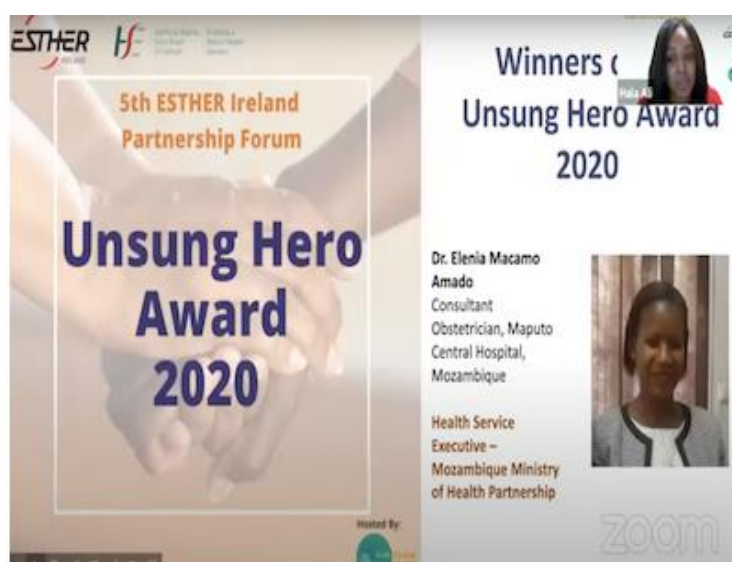 ESTHER
IRELAND
5th ESTHER Ireland
Partnership Forum
Unsung Hero
Award
2020
Hosted By:
Winners
Hala Ali
Unsung Hero Award
2020
Dr. Elenia Macamo
Amado
Consultant
Obstetrician, Maputo
Central Hospital,
Mozambique
Health Service
Executive –
Mozambique Ministry
of Health Partnership
zoom